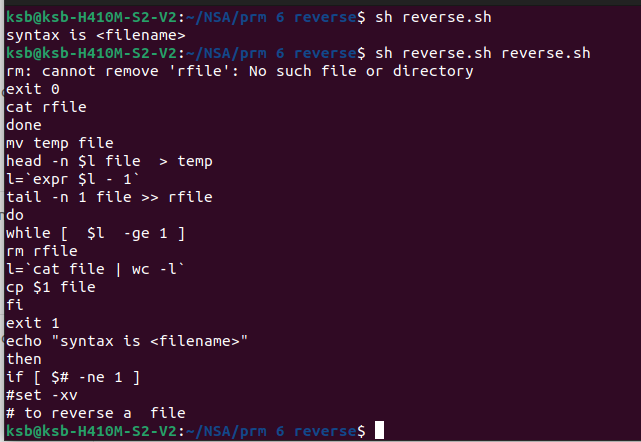 ksb@ksb-H410M-S2-V2:~/NSA/prm 6 reverse$ sh reverse.sh
syntax is <filename>
ksb@ksb-H410M-S2-V2:~/NSA/prm 6 reverse$ sh reverse.sh reverse.sh
rm: cannot remove 'rfile': No such file or directory
exit 0
cat rfile
done
mv temp file
head -n $l file  > temp
l=`expr $l - 1`
tail -n 1 file >> rfile
do
while [  $l  -ge 1 ]
rm rfile
l=`cat file | wc -l`
cp $1 file
fi
exit 1
echo "syntax is <filename>"
then
if [ $# -ne 1 ]
#set -xv
# to reverse a  file
ksb@ksb-H410M-S2-V2:~/NSA/prm 6 reverse$